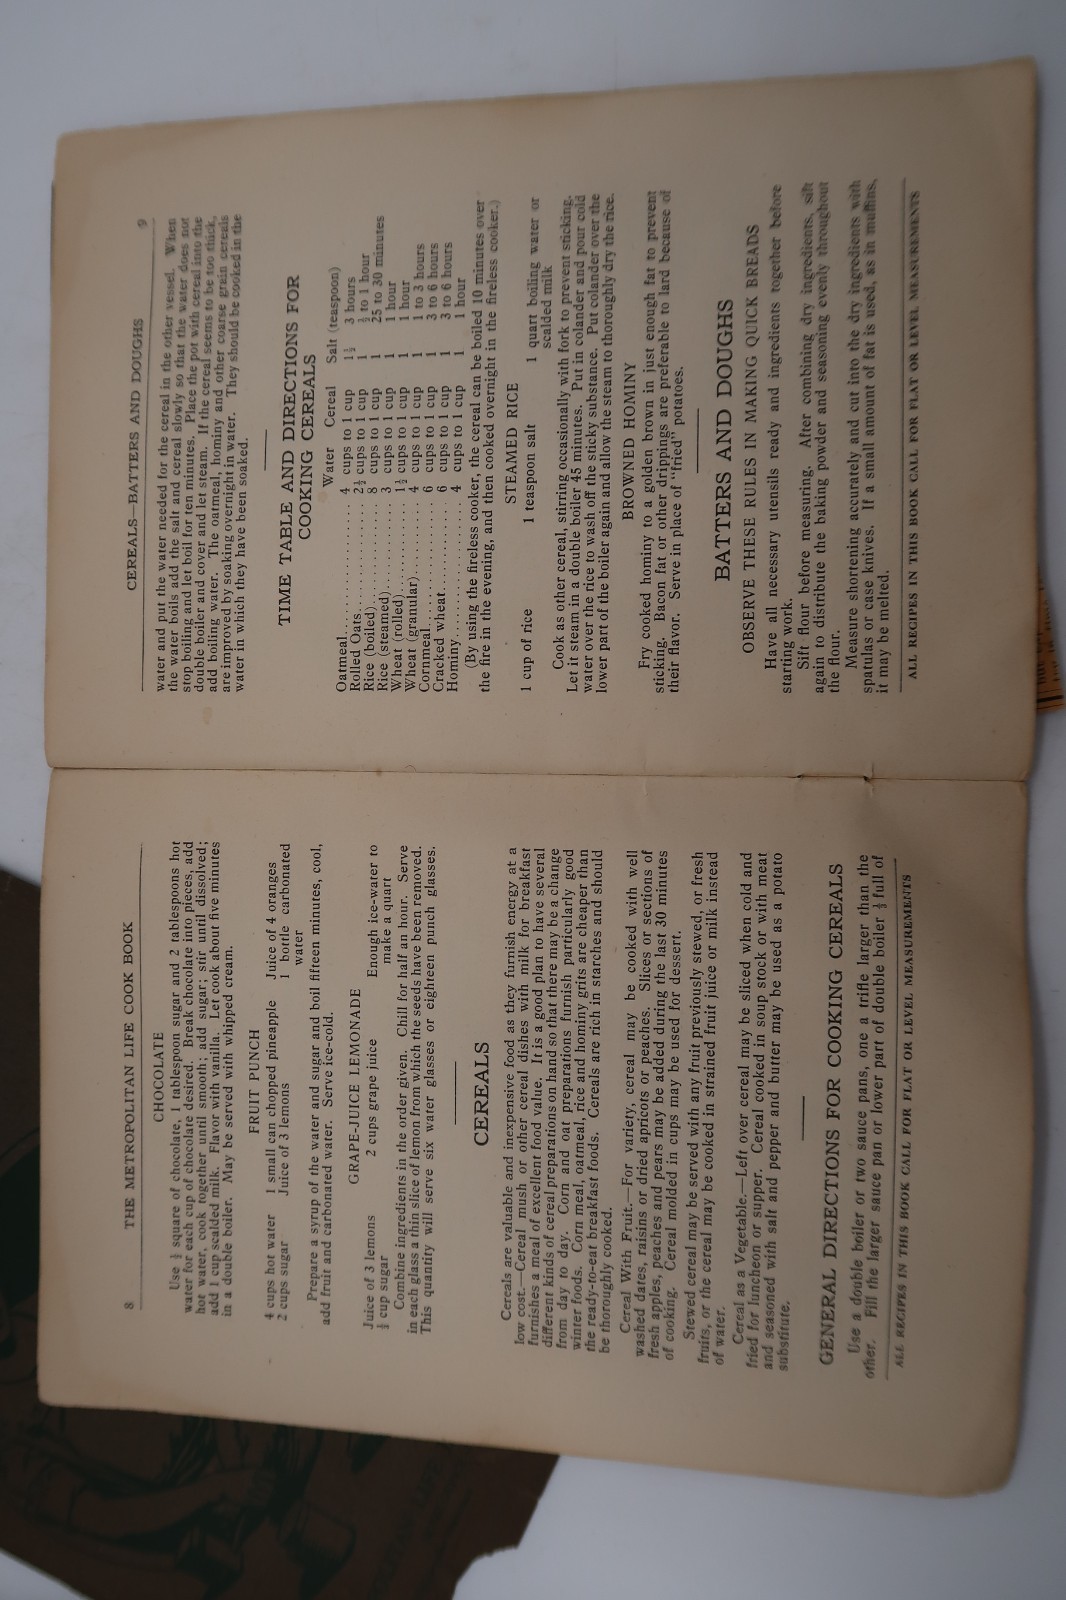 8 THE METROPOLITAN LIFE COOK BOOK
CHOCOLATE
Use ½ square of chocolate, 1 tablespoon sugar and 2 tablespoons hot
water for each cup of chocolate desired. Break chocolate into pieces, add
hot water, cook together until smooth; add sugar; stir until dissolved;
add 1 cup scalded milk. Flavor with vanilla. Let cook about five minutes
in a double boiler. May be served with whipped cream.
FRUIT PUNCH
4 cups hot water 1 small can chopped pineapple Juice of 4 oranges
2 cups sugar Juice of 3 lemons 1 bottle carbonated
water
Prepare a syrup of the water and sugar and boil fifteen minutes, cool,
add fruit and carbonated water. Serve ice-cold.
GRAPE-JUICE LEMONADE
Juice of 3 lemons 2 cups grape juice Enough ice-water to
½ cup sugar make a quart
Combine ingredients in the order given. Chill for half an hour. Serve
in each glass a thin slice of lemon from which the seeds have been removed.
This quantity will serve six water glasses or eighteen punch glasses.
CEREALS
Cereals are valuable and inexpensive food as they furnish energy at a
low cost.—Cereal mush or other cereal dishes with milk for breakfast
furnishes a meal of excellent food value. It is a good plan to have several
different kinds of cereal preparations on hand so that there may be a change
from day to day. Corn and oat preparations furnish particularly good
winter foods. Corn meal, oatmeal, rice and hominy grits are cheaper than
the ready-to-eat breakfast foods. Cereals are rich in starches and should
be thoroughly cooked.
Cereal With Fruit.—For variety, cereal may be cooked with well
washed dates, raisins or dried apricots or peaches. Slices or sections of
fresh apples, peaches and pears may be added during the last 30 minutes
of cooking. Cereal molded in cups may be used for dessert.
Stewed cereal may be served with any fruit previously stewed, or fresh
fruits, or the cereal may be cooked in strained fruit juice or milk instead
of water.
Cereal as a Vegetable.—Left over cereal may be sliced when cold and
fried for luncheon or supper. Cereal cooked in soup stock or with meat
and seasoned with salt and pepper and butter may be used as a potato
substitute.
GENERAL DIRECTIONS FOR COOKING CEREALS
Use a double boiler or two sauce pans, one a trifle larger than the
other. Fill the larger sauce pan or lower part of double boiler ⅓ full of
ALL RECIPES IN THIS BOOK CALL FOR FLAT OR LEVEL MEASUREMENTS
CEREALS—BATTERS AND DOUGHS 9
water and put the water needed for the cereal in the other vessel. When
the water boils add the salt and cereal slowly so that the water does not
stop boiling and let boil for ten minutes. Place the pot with cereal into the
double boiler and cover and let steam. If the cereal seems to be too thick,
add boiling water. The oatmeal, hominy and other coarse grain cereals
are improved by soaking overnight in water. They should be cooked in the
water in which they have been soaked.
TIME TABLE AND DIRECTIONS FOR
COOKING CEREALS
Water Cereal Salt (teaspoon)
Oatmeal 4 cups to 1 cup 1½ 3 hours
Rolled Oats 2½ cups to 1 cup 1 ½ to 1 hour
Rice (boiled) 8 cups to 1 cup 1 25 to 30 minutes
Rice (steamed) 3 cups to 1 cup 1 1 hour
Wheat (rolled) 1½ cups to 1 cup 1 1 hour
Wheat (granular) 4 cups to 1 cup 1 1 to 3 hours
Cornmeal 6 cups to 1 cup 1 3 to 6 hours
Cracked wheat 6 cups to 1 cup 1 3 to 6 hours
Hominy 4 cups to 1 cup 1 1 hour
(By using the fireless cooker, the cereal can be boiled 10 minutes over
the fire in the evening, and then cooked overnight in the fireless cooker.)
STEAMED RICE
1 cup of rice 1 teaspoon salt 1 quart boiling water or
scalded milk
Cook as other cereal, stirring occasionally with fork to prevent sticking.
Let it steam in a double boiler 45 minutes. Put in colander and pour cold
water over the rice to wash off the sticky substance. Put colander over the
lower part of the boiler again and allow the steam to thoroughly dry the rice.
BROWNED HOMINY
Fry cooked hominy to a golden brown in just enough fat to prevent
sticking. Bacon fat or other drippings are preferable to lard because of
their flavor. Serve in place of "fried" potatoes.
BATTERS AND DOUGHS
OBSERVE THESE RULES IN MAKING QUICK BREADS
Have all necessary utensils ready and ingredients together before
starting work.
Sift flour before measuring. After combining dry ingredients, sift
again to distribute the baking powder and seasoning evenly throughout
the flour.
Measure shortening accurately and cut into the dry ingredients with
spatulas or case knives. If a small amount of fat is used, as in muffins,
it may be melted.
ALL RECIPES IN THIS BOOK CALL FOR FLAT OR LEVEL MEASUREMENTS